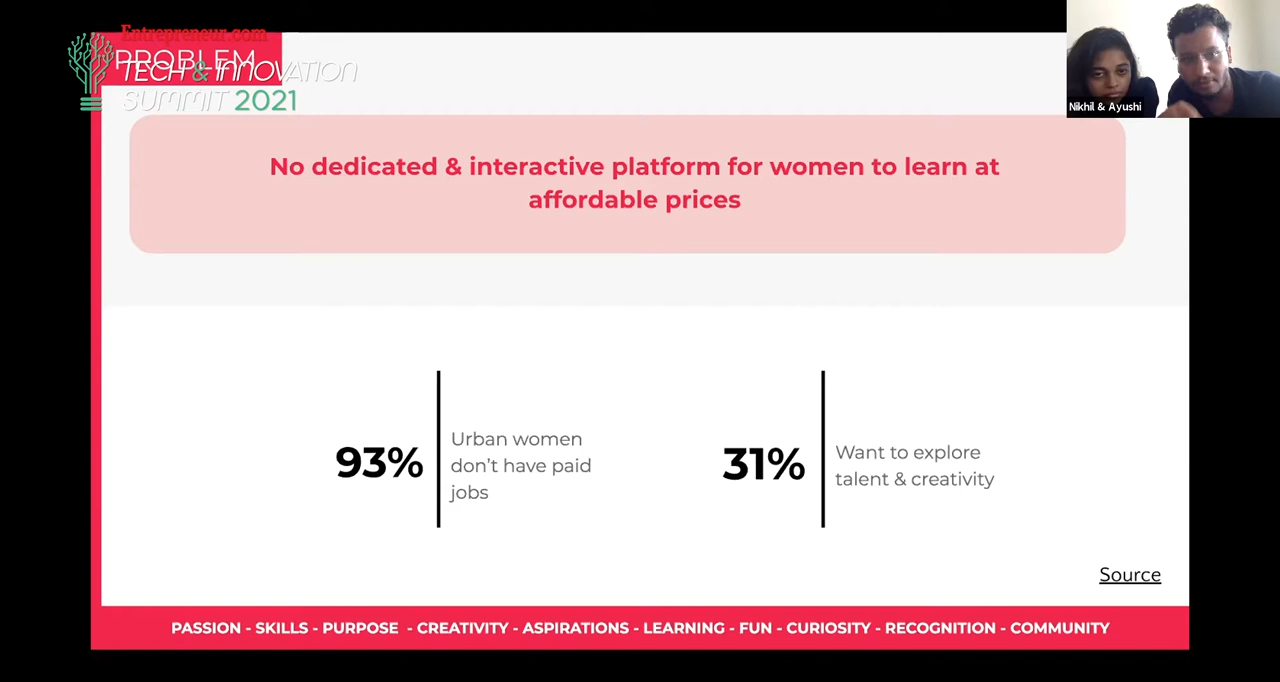 Entrepreneur.com
PROBLEM
TECH & INNOVATION
SUMMIT 2021
Nikhil & Ayushi
No dedicated & interactive platform for women to learn at
affordable prices
93%
Urban women
don't have paid
jobs
31%
Want to explore
talent & creativity
Source
PASSION - SKILLS - PURPOSE - CREATIVITY - ASPIRATIONS - LEARNING - FUN - CURIOSITY - RECOGNITION - COMMUNITY